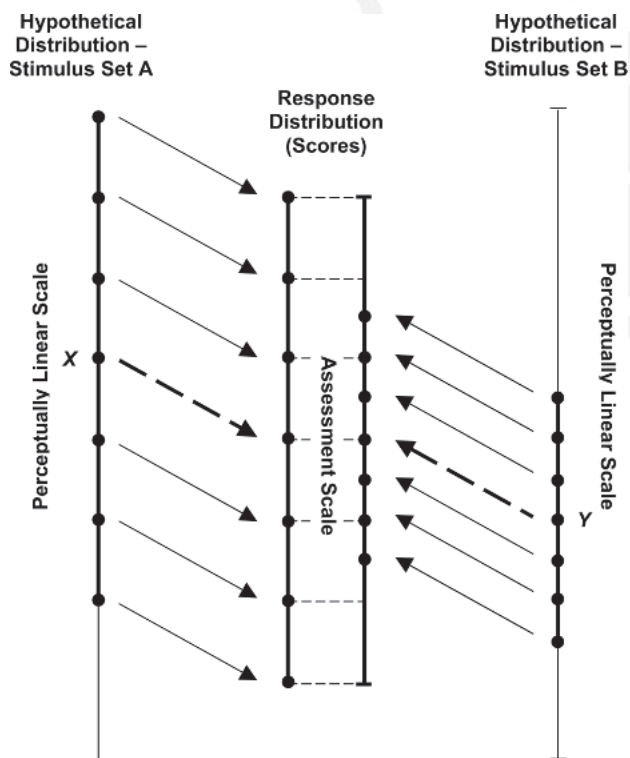 Hypothetical
Distribution –
Stimulus Set A
Hypothetical
Distribution –
Stimulus Set B
Response
Distribution
(Scores)
Perceptually Linear Scale
X
Assessment Scale
Perceptually Linear Scale
Y